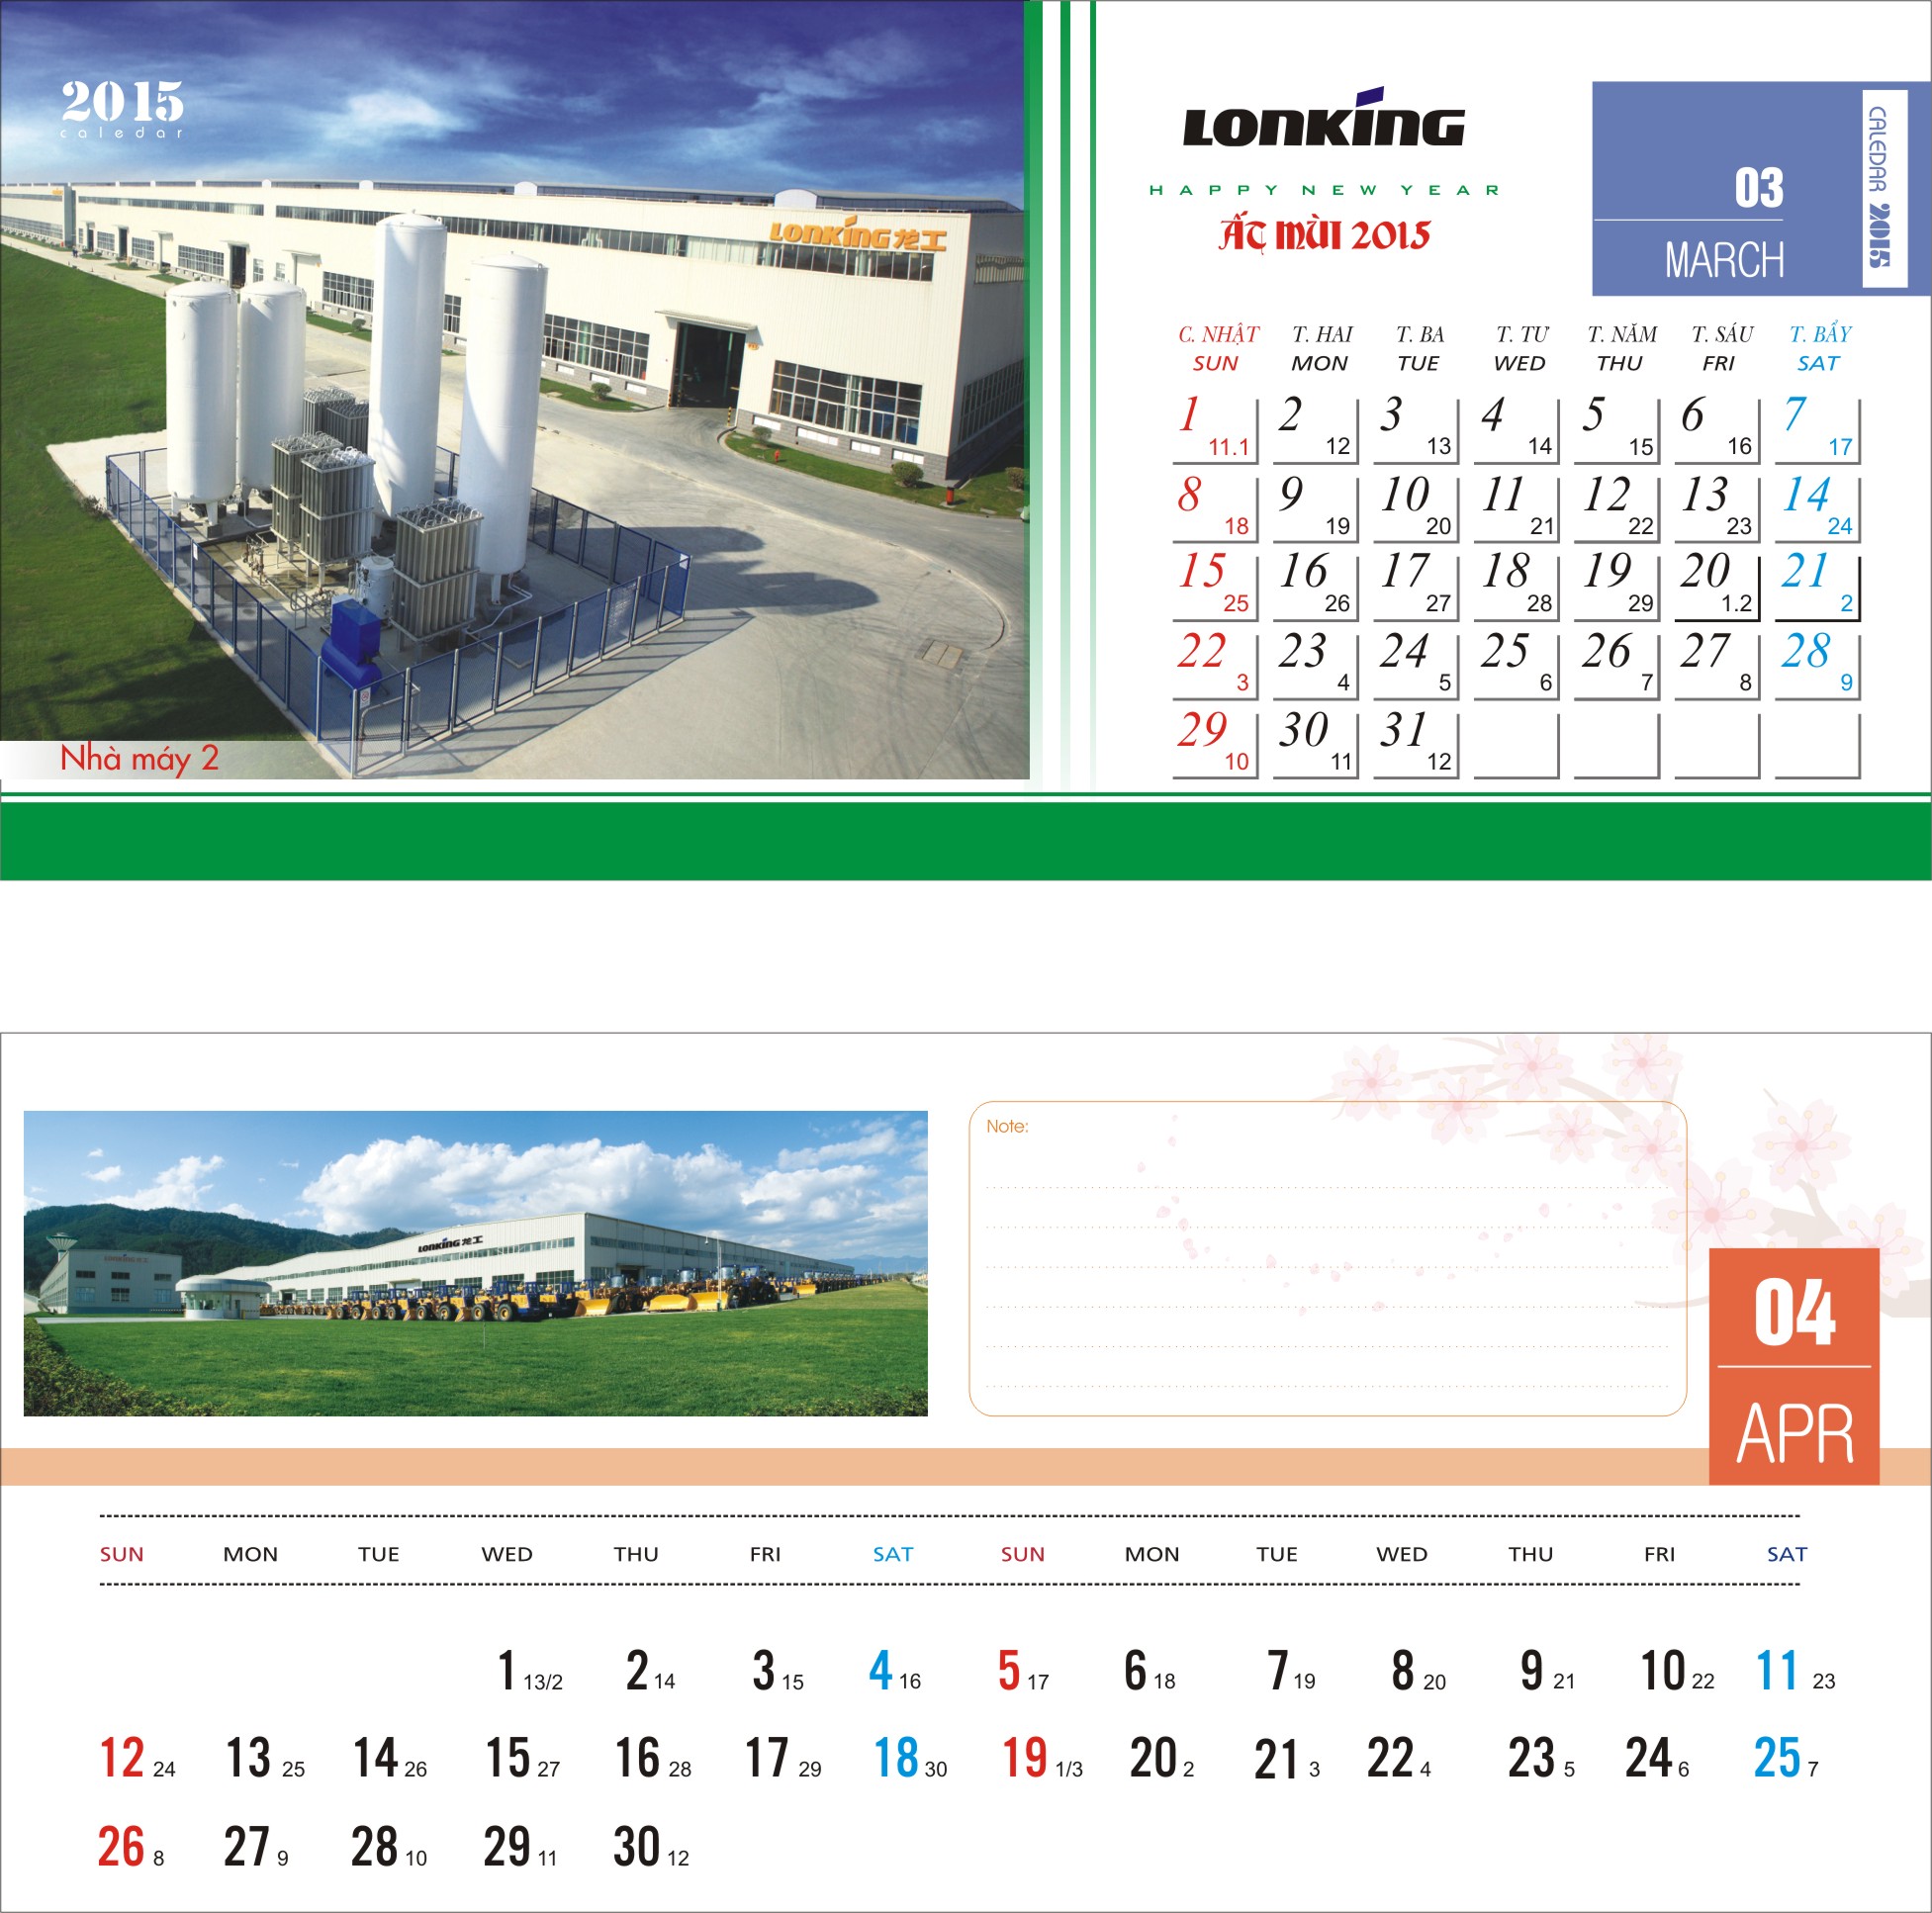 2015
caledar
LONKING 龙工
Nhà máy 2
LONKING
HAPPY NEW YEAR
ẤT MÙI 2015
03
MARCH
CALEDAR 2015
C. NHẬT T. HAI T. BA T. TƯ T. NĂM T. SÁU T. BẨY
SUN MON TUE WED THU FRI SAT
1 2 3 4 5 6 7
11.1 12 13 14 15 16 17
8 9 10 11 12 13 14
18 19 20 21 22 23 24
15 16 17 18 19 20 21
25 26 27 28 29 1.2 2
22 23 24 25 26 27 28
3 4 5 6 7 8 9
29 30 31
10 11 12
LONKING 龙工
LONKING 龙工
Note:
04
APR
SUN MON TUE WED THU FRI SAT SUN MON TUE WED THU FRI SAT
1 13/2 2 14 3 15 4 16 5 17 6 18 7 19 8 20 9 21 10 22 11 23
12 24 13 25 14 26 15 27 16 28 17 29 18 30 19 1/3 20 2 21 3 22 4 23 5 24 6 25 7
26 8 27 9 28 10 29 11 30 12